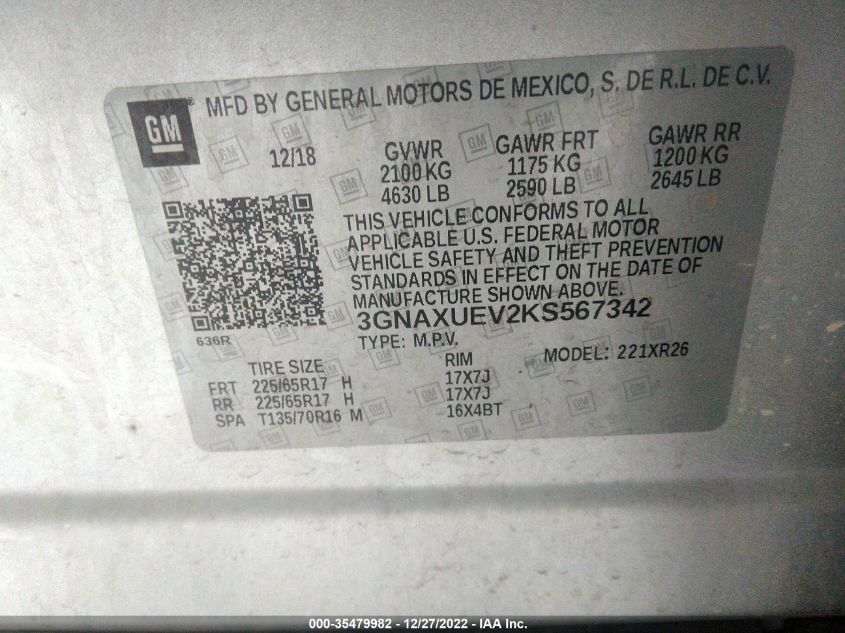 GM
MFD BY GENERAL MOTORS DE MEXICO, S. DE R.L. DE C.V.
12/18 GVWR GAWR FRT GAWR RR
2100 KG 1175 KG 1200 KG
4630 LB 2590 LB 2645 LB
THIS VEHICLE CONFORMS TO ALL
APPLICABLE U.S. FEDERAL MOTOR
VEHICLE SAFETY AND THEFT PREVENTION
STANDARDS IN EFFECT ON THE DATE OF
MANUFACTURE SHOWN ABOVE.
3GNAXUEV2KS567342
636R
TYPE: M.P.V. MODEL: 221XR26
TIRE SIZE RIM
FRT 225/65R17 H 17X7J
RR 225/65R17 H 17X7J
SPA T135/70R16 M 16X4BT
000-35479982 - 12/27/2022 - IAA Inc.